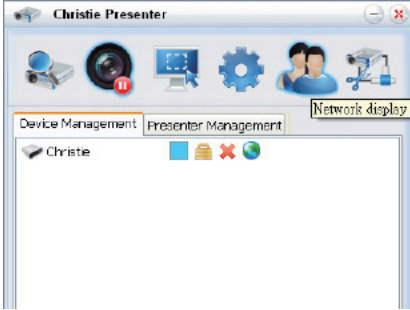 Christie Presenter
Network display
Device Management Presenter Management
Christie